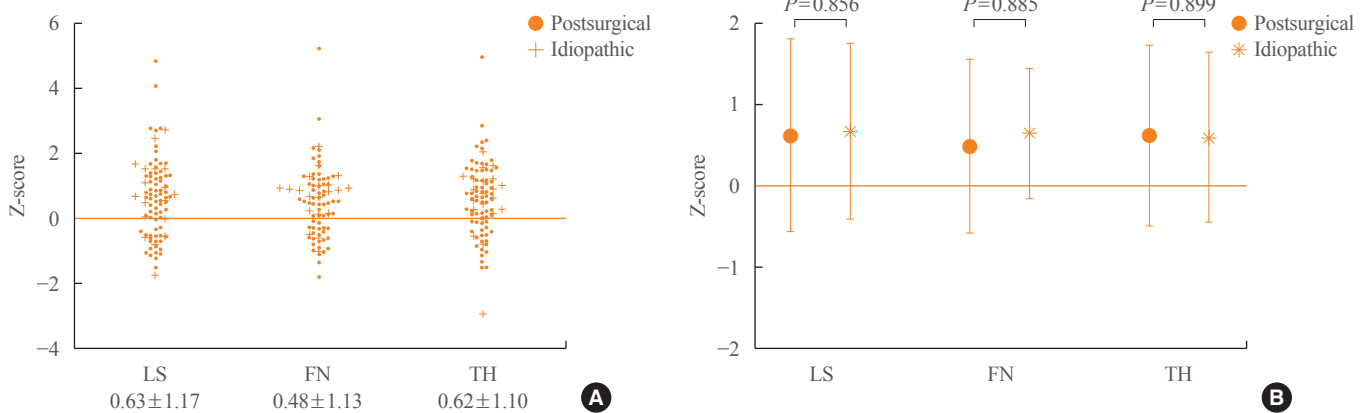 6
4
2
0
−2
−4
Z-score
Postsurgical
Idiopathic
LS
FN
TH
0.63±1.17
0.48±1.13
0.62±1.10
A
P=0.856
P=0.885
P=0.899
2
1
0
−1
−2
Z-score
Postsurgical
Idiopathic
LS
FN
TH
B